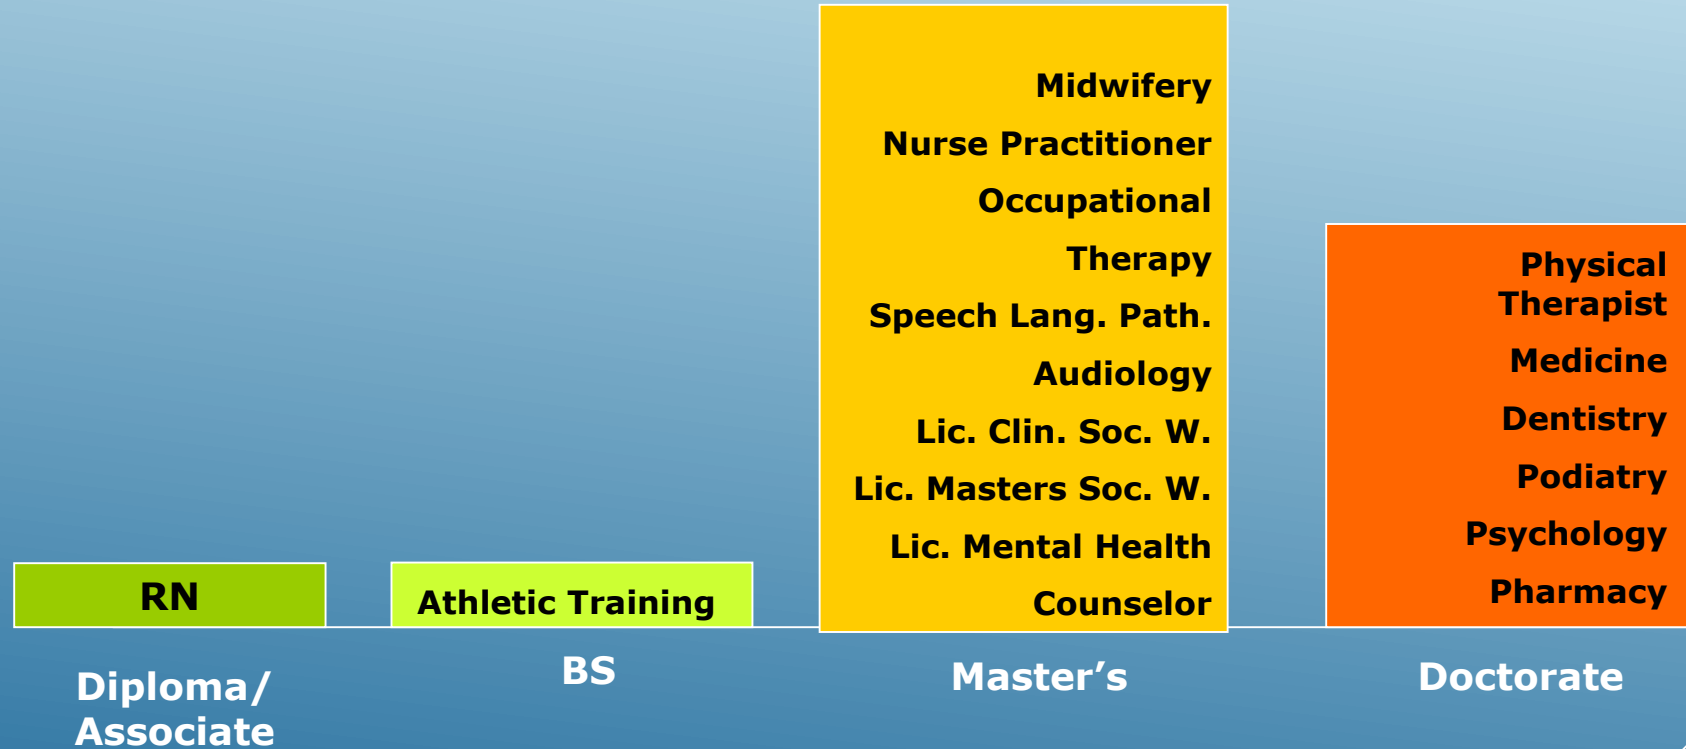 RN
Diploma/
Associate
Athletic Training
BS
Midwifery
Nurse Practitioner
Occupational
Therapy
Speech Lang. Path.
Audiology
Lic. Clin. Soc. W.
Lic. Masters Soc. W.
Lic. Mental Health
Counselor
Master’s
Physical
Therapist
Medicine
Dentistry
Podiatry
Psychology
Pharmacy
Doctorate